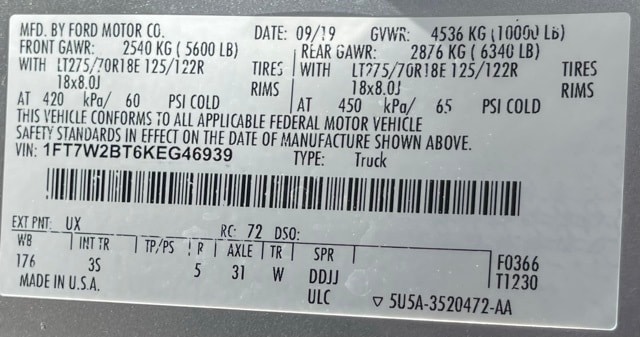 MFD. BY FORD MOTOR CO. DATE: 09/19 GVWR: 4536 KG (10000 LB)
FRONT GAWR: 2540 KG (5600 LB) REAR GAWR: 2876 KG (6340 LB)
WITH LT275/70R18E 125/122R TIRES WITH LT275/70R18E 125/122R TIRES
18x8.0J RIMS 18x8.0J RIMS
AT 420 kPa/ 60 PSI COLD AT 450 kPa/ 65 PSI COLD
THIS VEHICLE CONFORMS TO ALL APPLICABLE FEDERAL MOTOR VEHICLE
SAFETY STANDARDS IN EFFECT ON THE DATE OF MANUFACTURE SHOWN ABOVE.
VIN: 1FT7W2BT6KEG46939 TYPE: Truck
EXT PNT: UX RC: 72 DSO:
WB INT TR TP/PS R AXLE TR SPR F0366
176 3S 5 31 W DDJJ T1230
MADE IN U.S.A. ULC ▽ 5U5A-3520472-AA